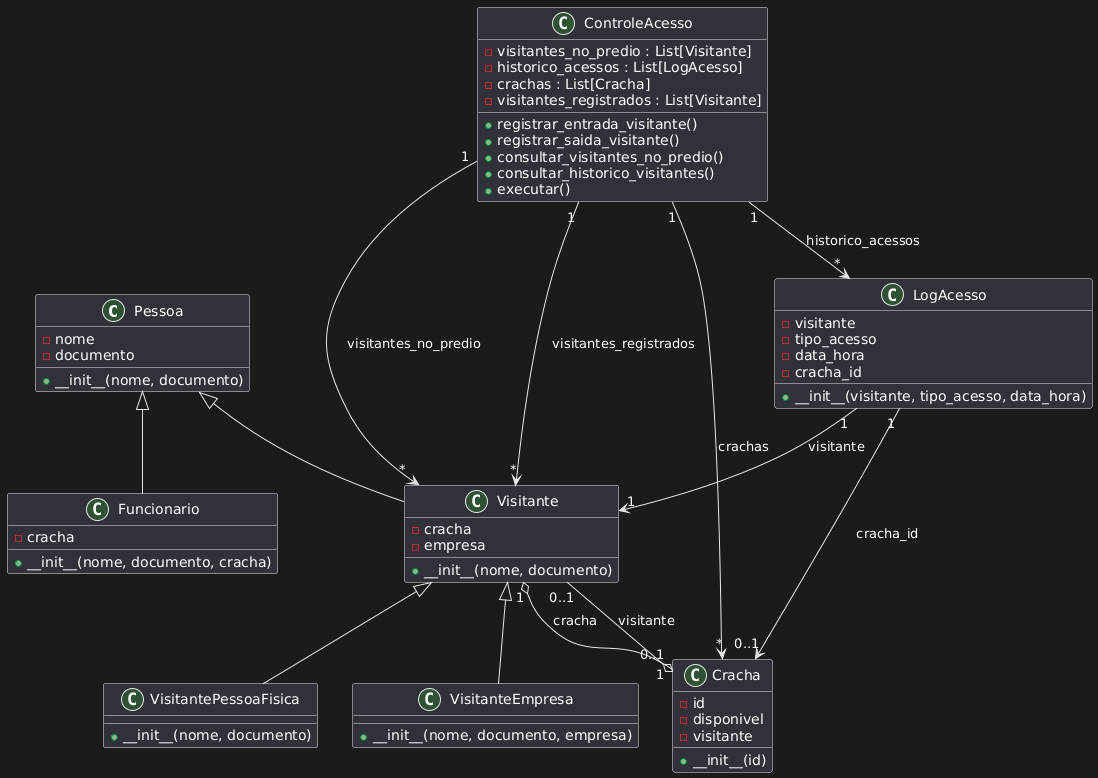 C ControleAcesso
visitantes_no_predio : List[Visitante]
historico_acessos : List[LogAcesso]
crachas : List[Cracha]
visitantes_registrados : List[Visitante]
registrar_entrada_visitante()
registrar_saida_visitante()
consultar_visitantes_no_predio()
consultar_historico_visitantes()
executar()
1
1
1
1
historico_acessos
*
C Pessoa
nome
documento
__init__(nome, documento)
C LogAcesso
visitante
tipo_acesso
data_hora
cracha_id
__init__(visitante, tipo_acesso, data_hora)
visitantes_no_predio
visitantes_registrados
crachas
1
1
visitante
*
*
1
cracha_id
C Funcionario
cracha
__init__(nome, documento, cracha)
C Visitante
cracha
empresa
__init__(nome, documento)
1
0..1
cracha
visitante
0..1
1
*
0..1
C VisitantePessoaFisica
__init__(nome, documento)
C VisitanteEmpresa
__init__(nome, documento, empresa)
C Cracha
id
disponivel
visitante
__init__(id)